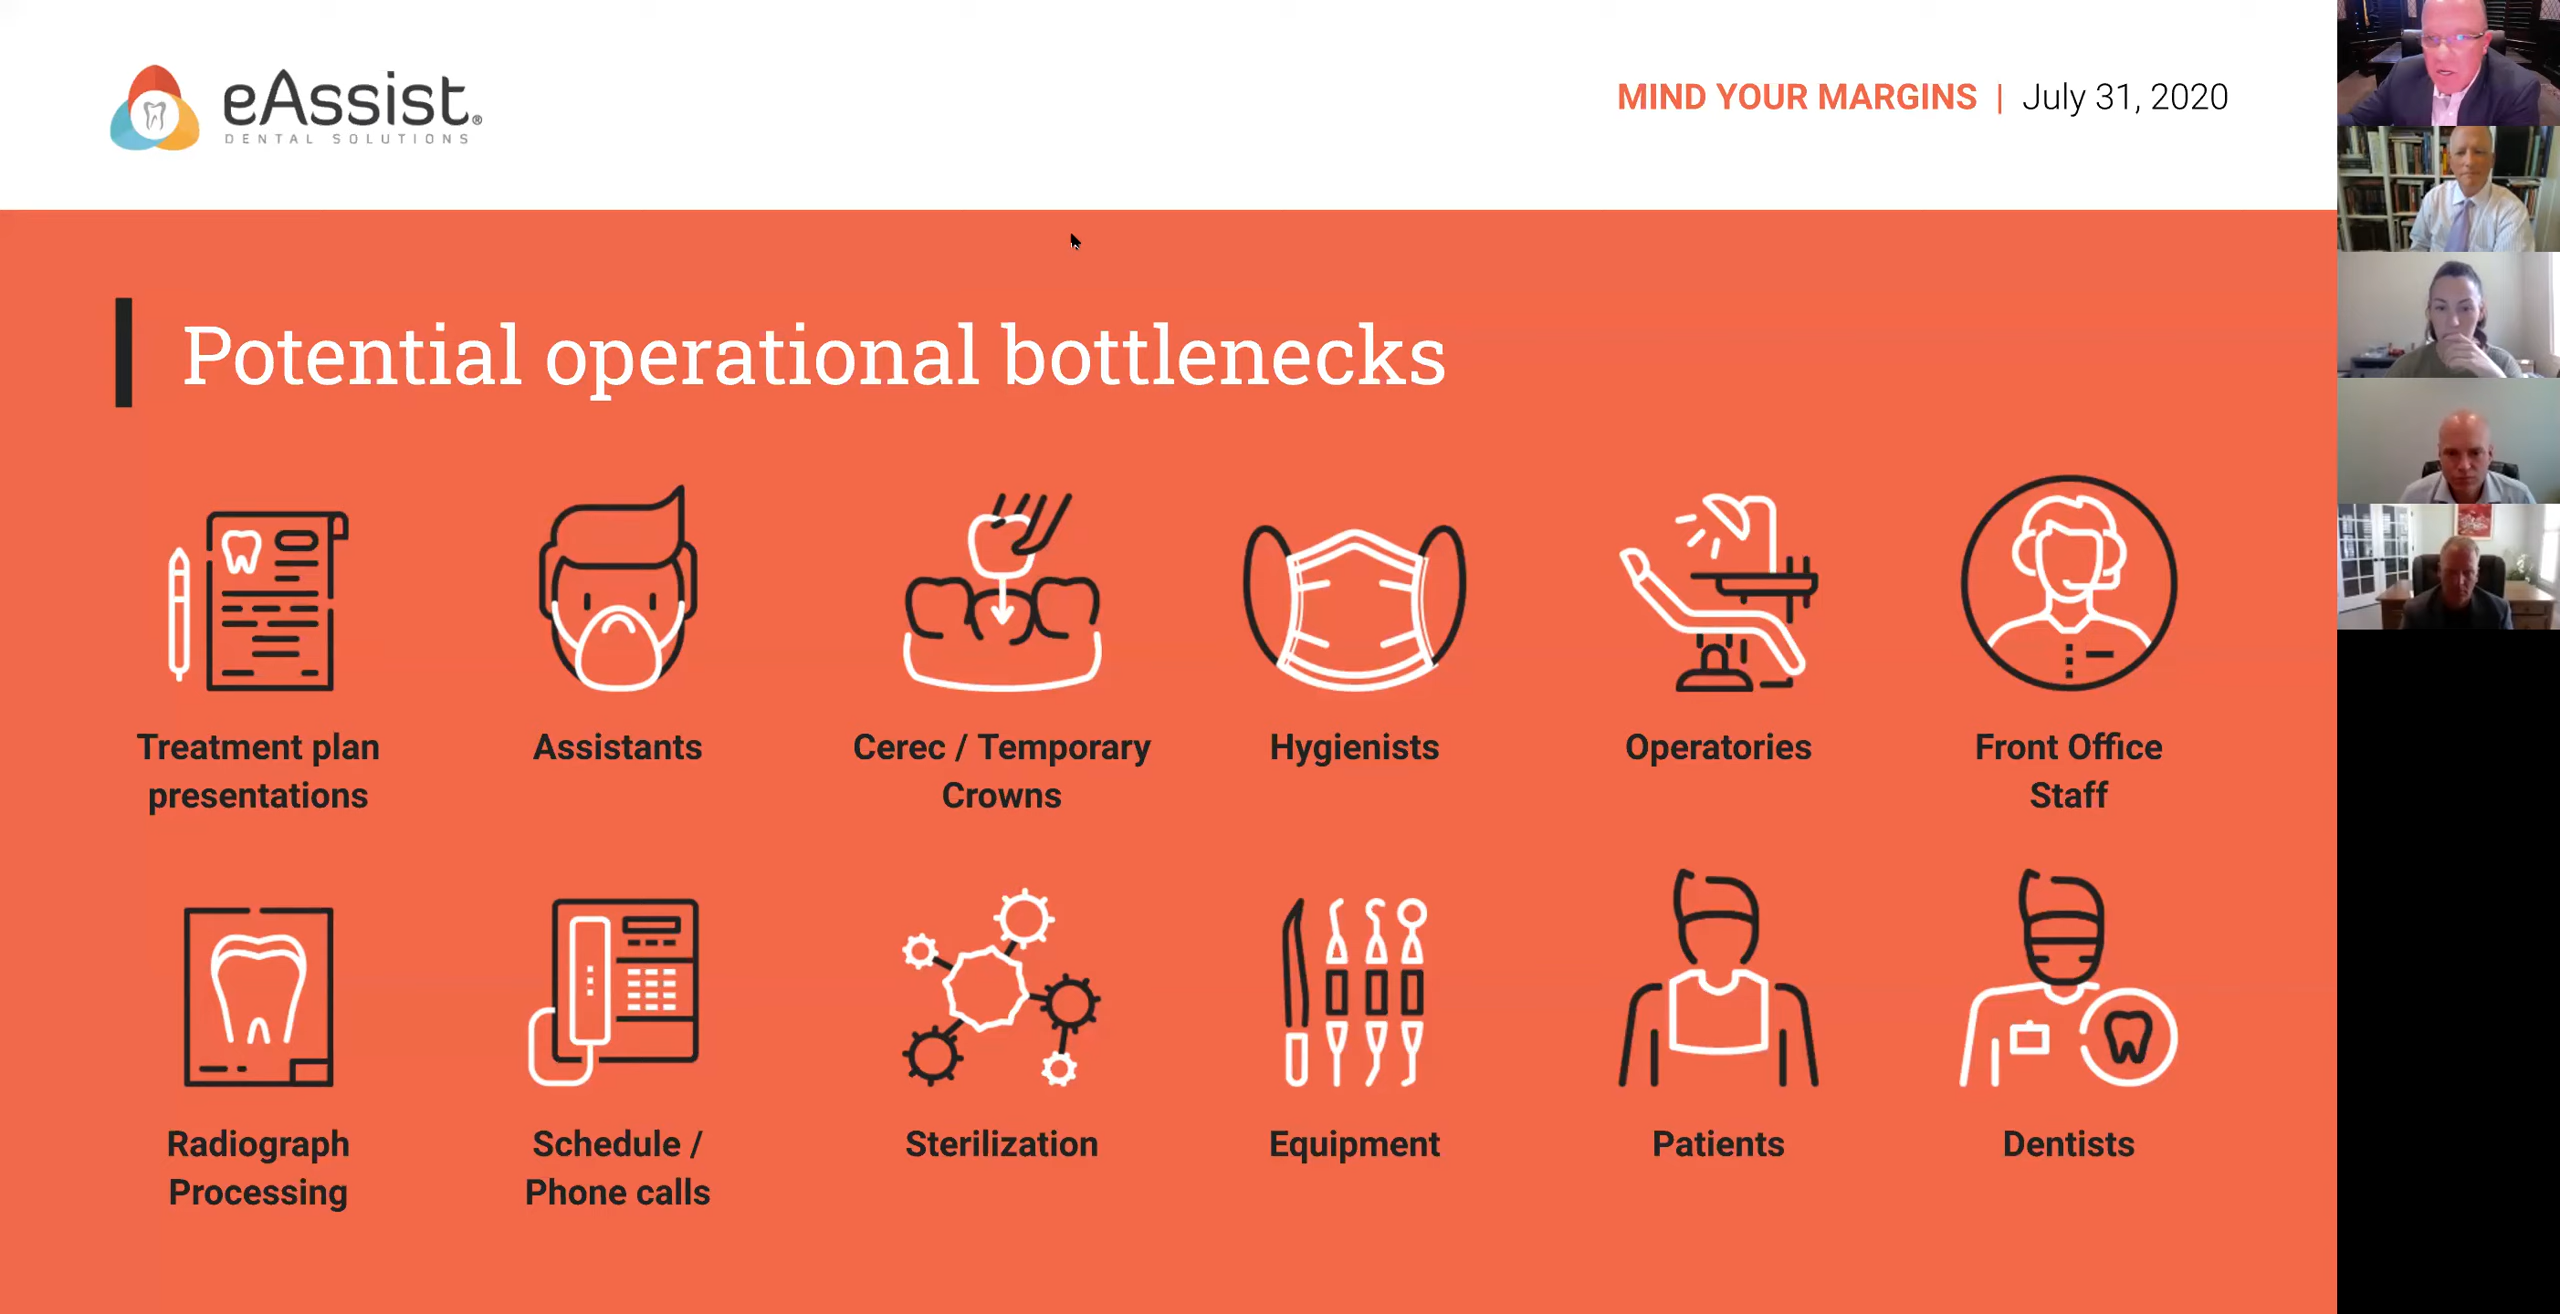 eAssist®
DENTAL SOLUTIONS
MIND YOUR MARGINS | July 31, 2020
Potential operational bottlenecks
Treatment plan
presentations
Assistants
Cerec / Temporary
Crowns
Hygienists
Operatories
Front Office
Staff
Radiograph
Processing
Schedule /
Phone calls
Sterilization
Equipment
Patients
Dentists